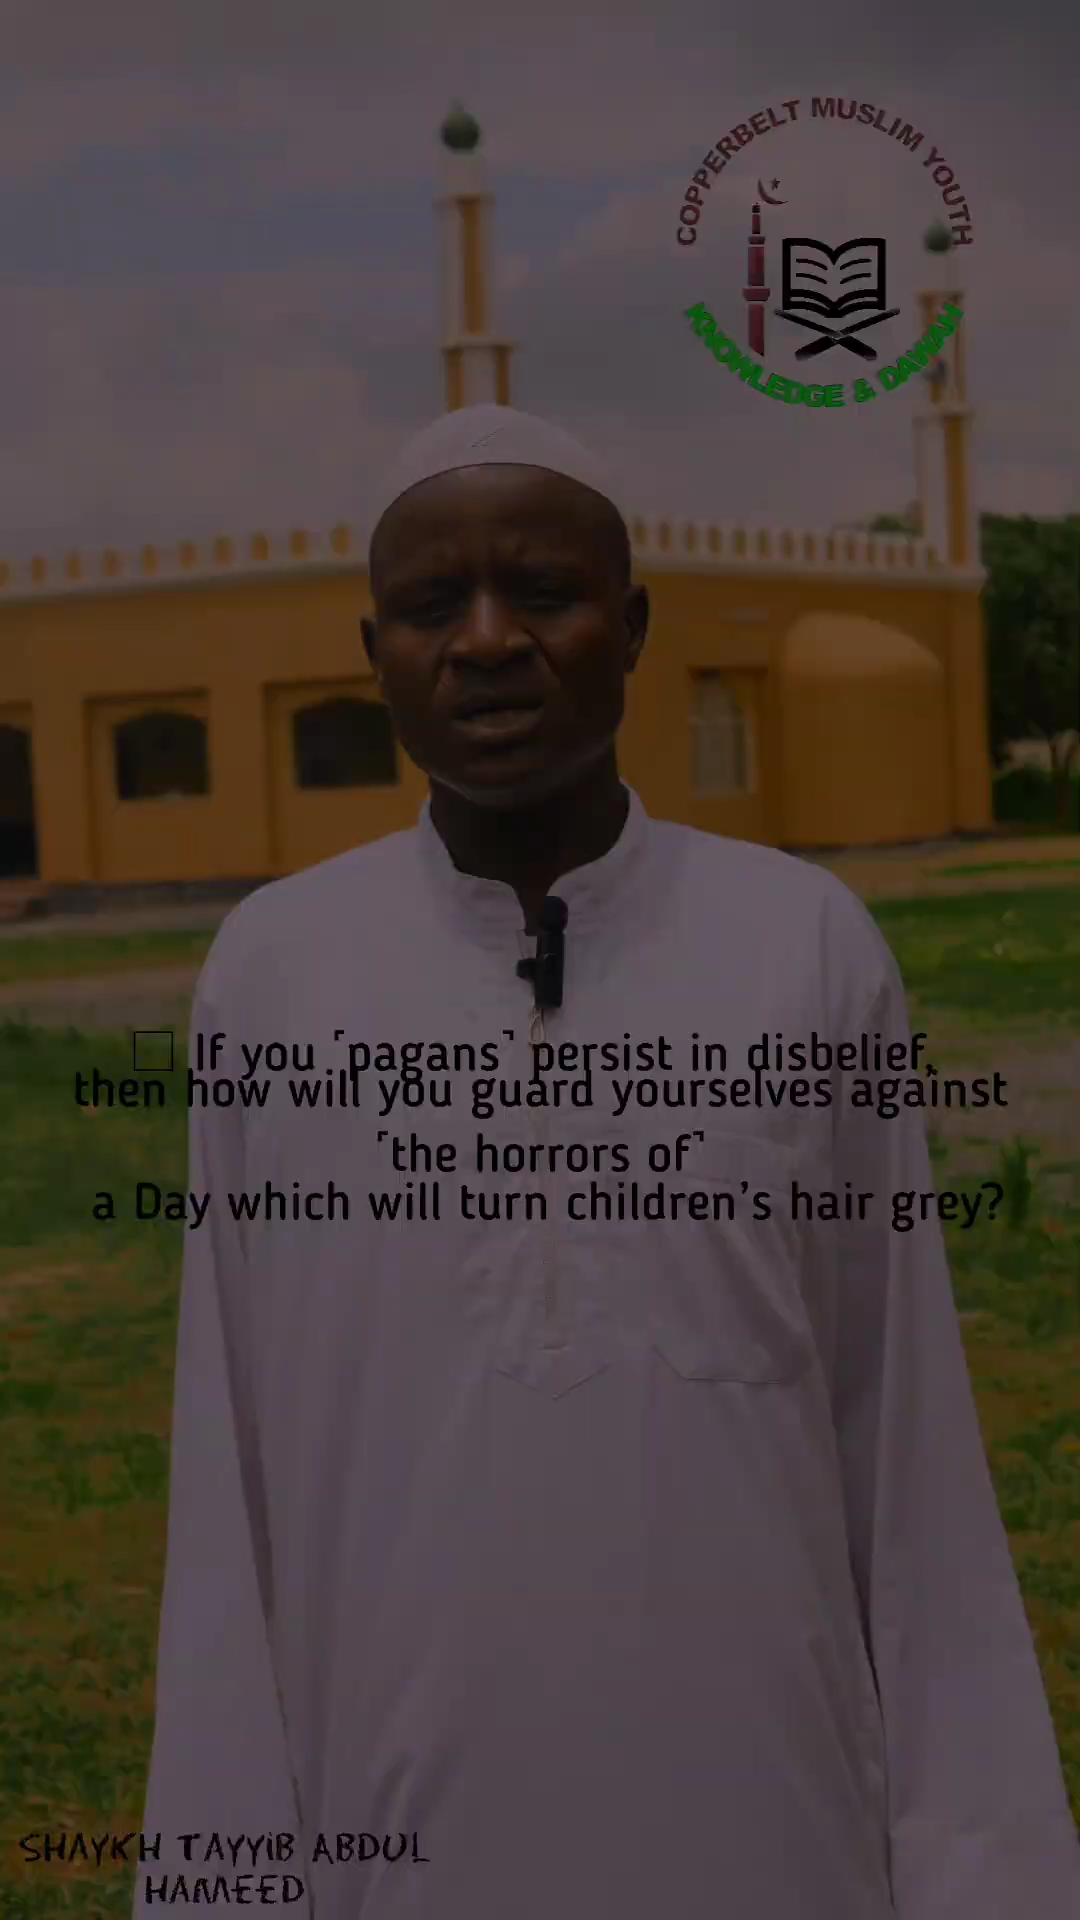 COPPERBELT MUSLIM YOUTH
KNOWLEDGE & DAWAH
If you ˹pagans˺ persist in disbelief,
then how will you guard yourselves against
˹the horrors of˺
a Day which will turn children’s hair grey?
SHAYKH TAYYIB ABDUL
HAMEED